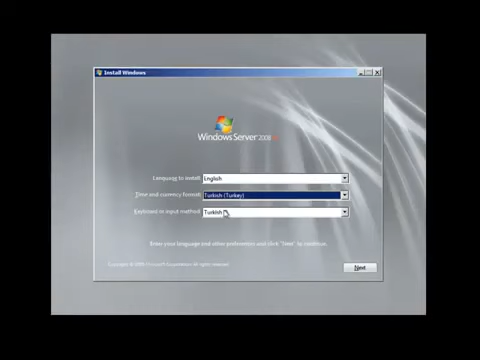 Install Windows
Windows Server 2008 R2
Language to install: English
Time and currency format: Turkish (Turkey)
Keyboard or input method: Turkish Q
Enter your language and other preferences and click "Next" to continue.
Copyright © 2009 Microsoft Corporation. All rights reserved.
Next